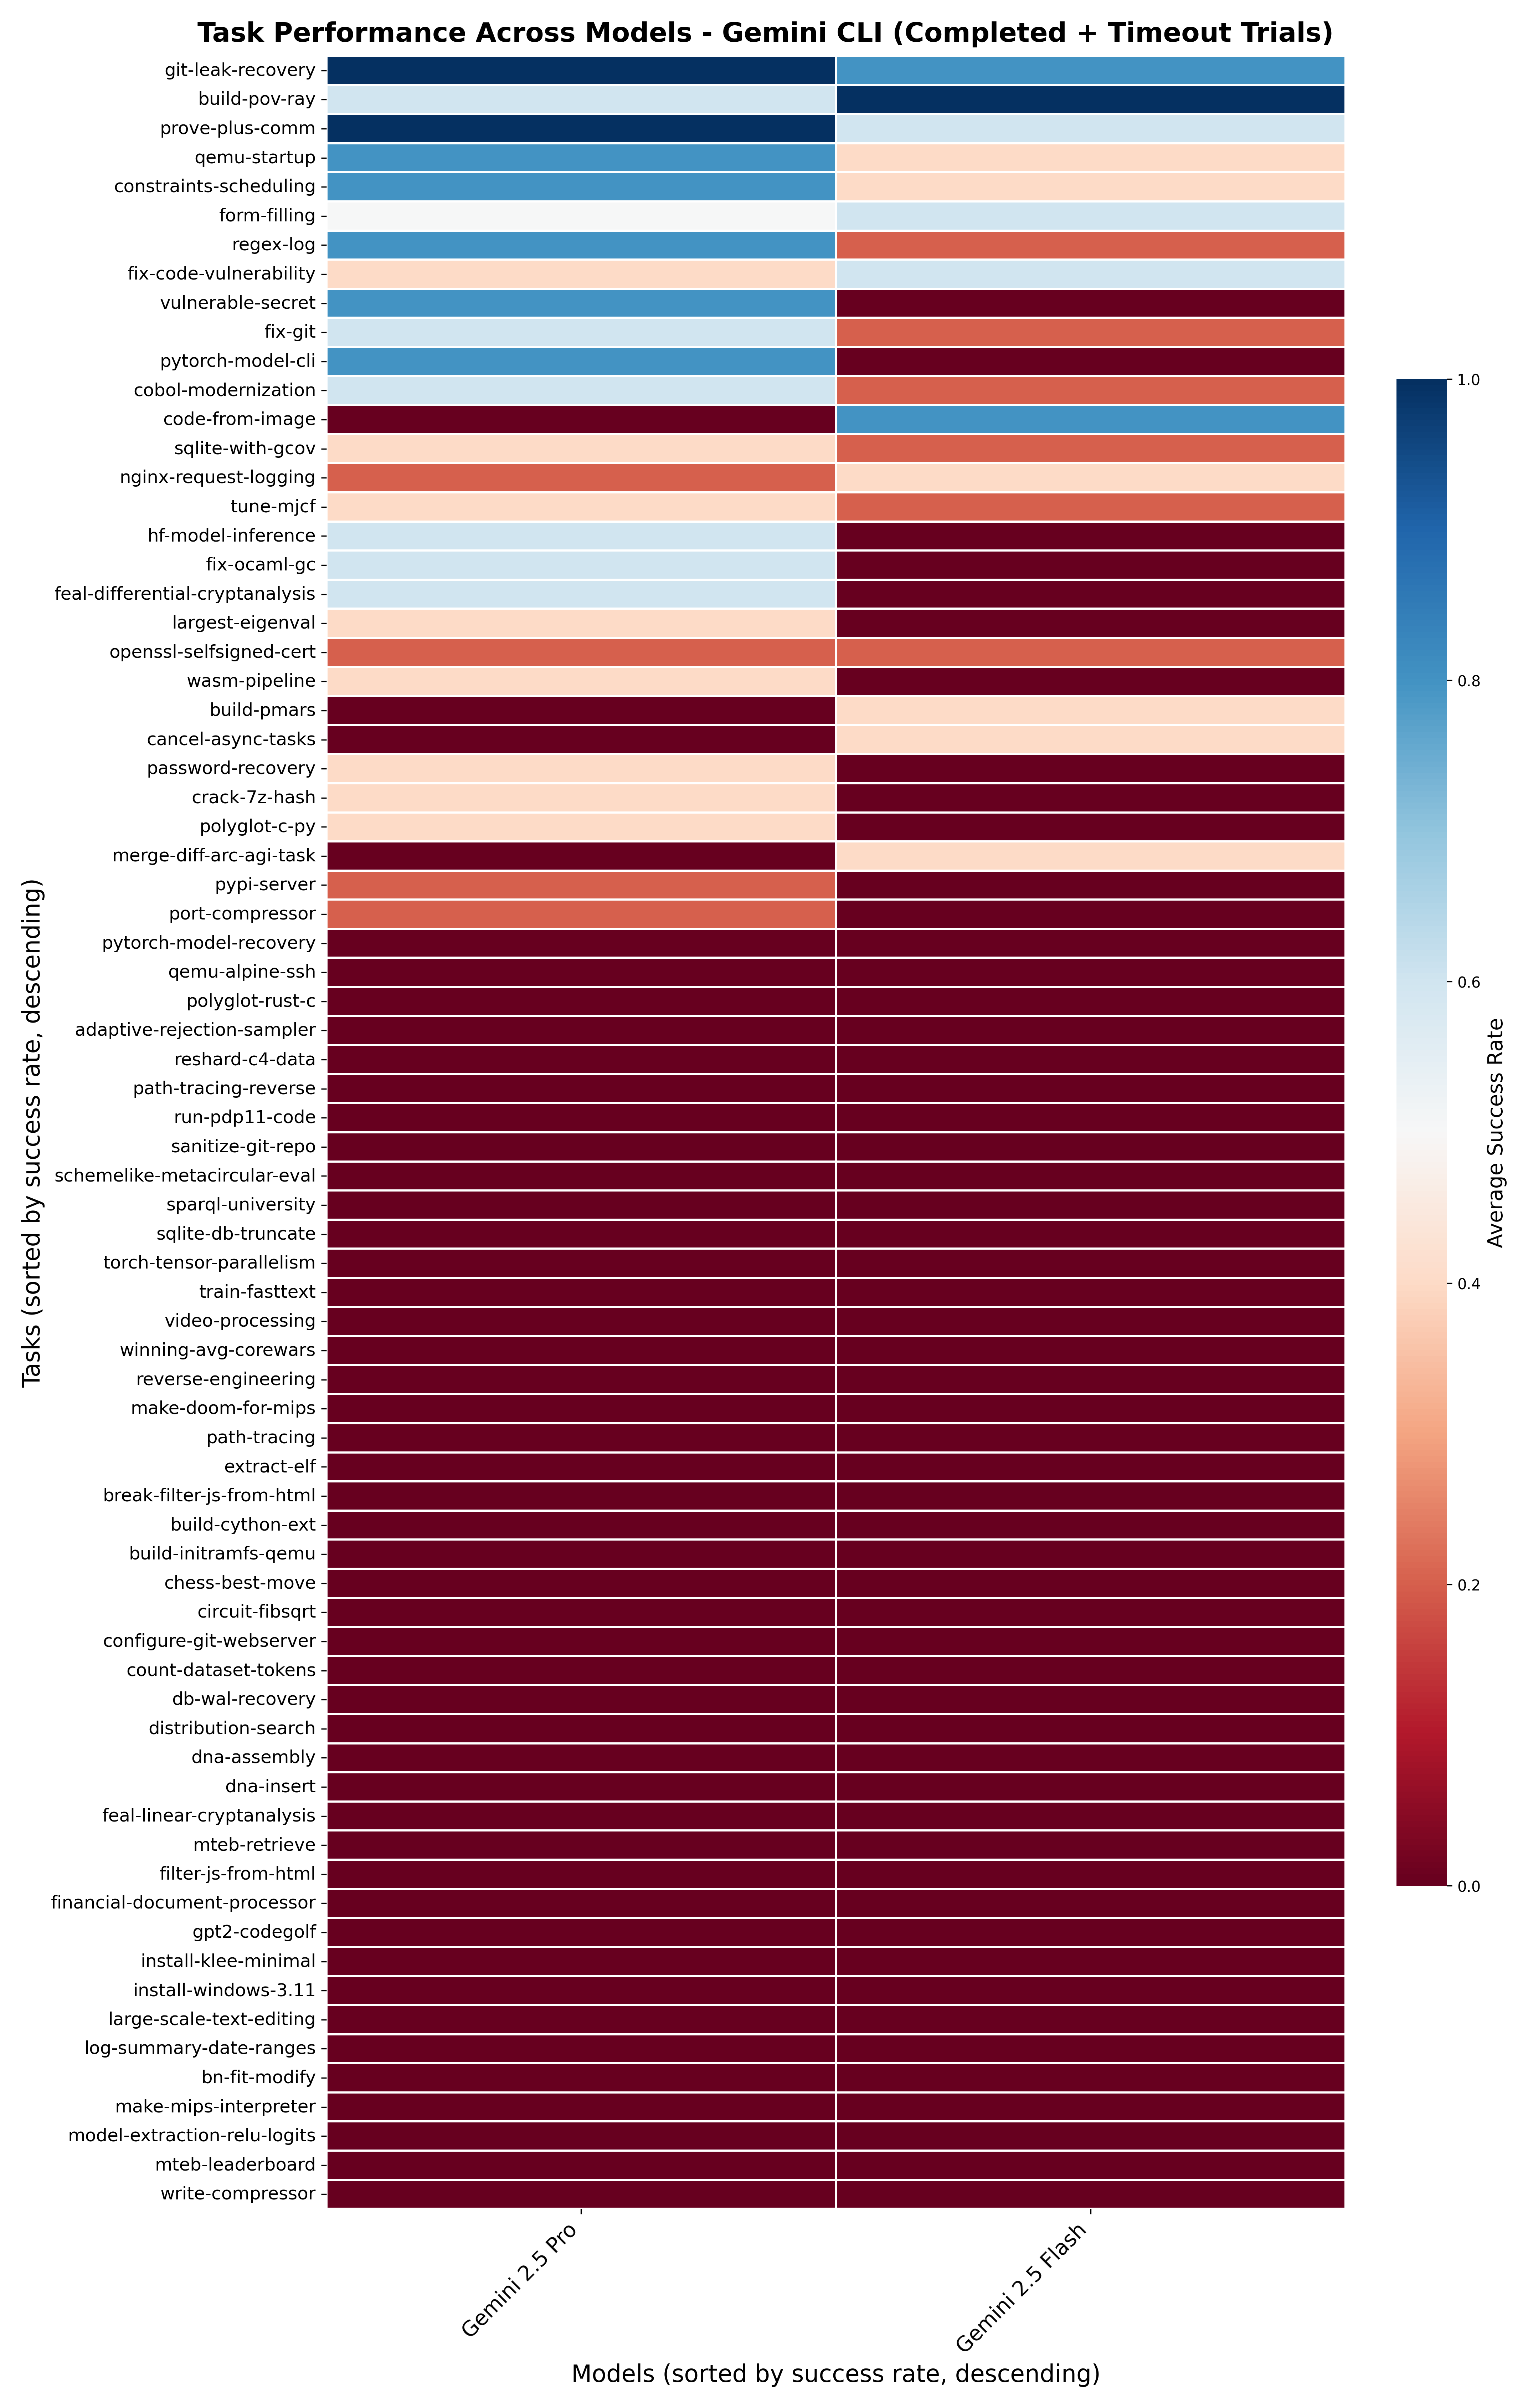 Task Performance Across Models - Gemini CLI (Completed + Timeout Trials)
Tasks (sorted by success rate, descending)
git-leak-recovery
build-pov-ray
prove-plus-comm
qemu-startup
constraints-scheduling
form-filling
regex-log
fix-code-vulnerability
vulnerable-secret
fix-git
pytorch-model-cli
cobol-modernization
code-from-image
sqlite-with-gcov
nginx-request-logging
tune-mjcf
hf-model-inference
fix-ocaml-gc
feal-differential-cryptanalysis
largest-eigenval
openssl-selfsigned-cert
wasm-pipeline
build-pmars
cancel-async-tasks
password-recovery
crack-7z-hash
polyglot-c-py
merge-diff-arc-agi-task
pypi-server
port-compressor
pytorch-model-recovery
qemu-alpine-ssh
polyglot-rust-c
adaptive-rejection-sampler
reshard-c4-data
path-tracing-reverse
run-pdp11-code
sanitize-git-repo
schemelike-metacircular-eval
sparql-university
sqlite-db-truncate
torch-tensor-parallelism
train-fasttext
video-processing
winning-avg-corewars
reverse-engineering
make-doom-for-mips
path-tracing
extract-elf
break-filter-js-from-html
build-cython-ext
build-initramfs-qemu
chess-best-move
circuit-fibsqrt
configure-git-webserver
count-dataset-tokens
db-wal-recovery
distribution-search
dna-assembly
dna-insert
feal-linear-cryptanalysis
mteb-retrieve
filter-js-from-html
financial-document-processor
gpt2-codegolf
install-klee-minimal
install-windows-3.11
large-scale-text-editing
log-summary-date-ranges
bn-fit-modify
make-mips-interpreter
model-extraction-relu-logits
mteb-leaderboard
write-compressor
Gemini 2.5 Pro
Gemini 2.5 Flash
Models (sorted by success rate, descending)
1.0
0.8
0.6
0.4
0.2
0.0
Average Success Rate